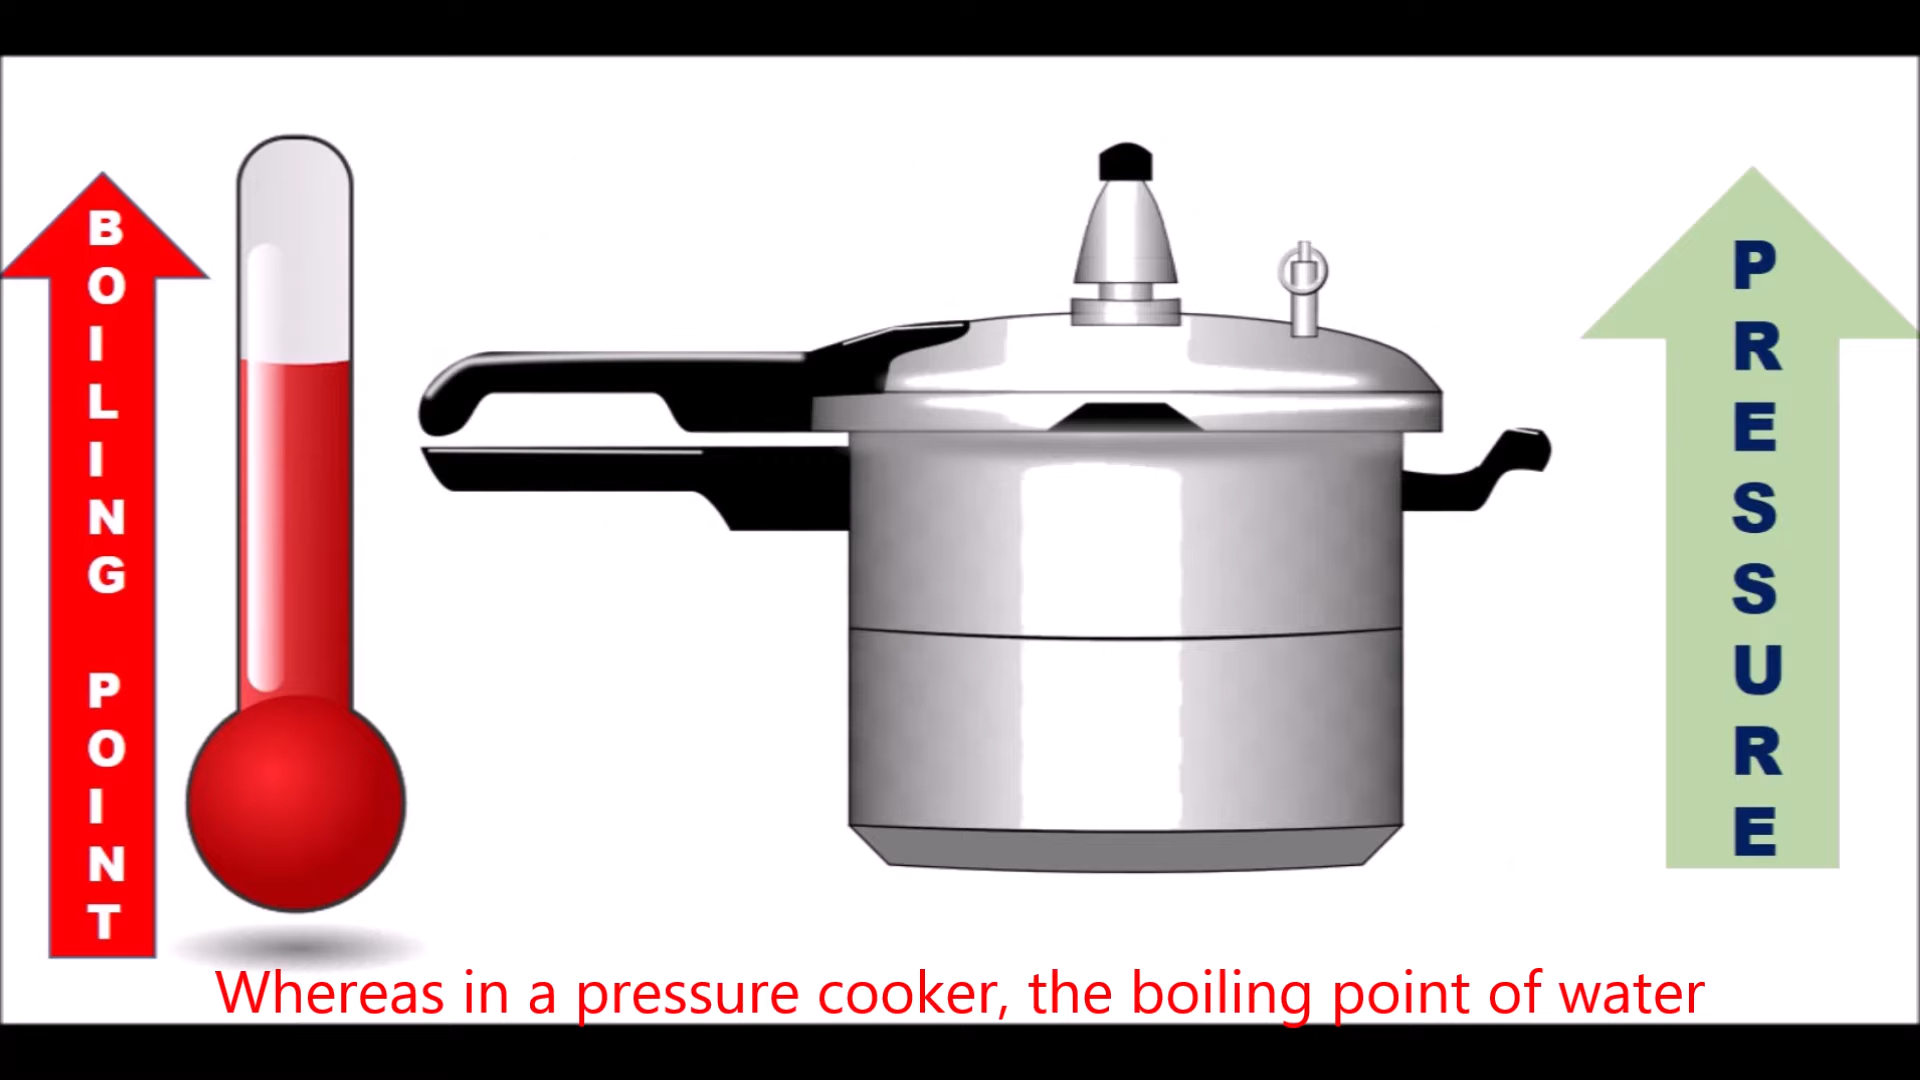 BOILING POINT
PRESSURE
Whereas in a pressure cooker, the boiling point of water